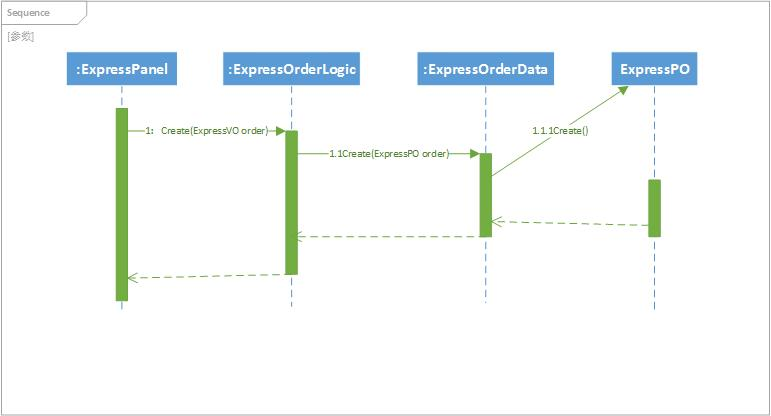 Sequence
[参数]
:ExpressPanel
:ExpressOrderLogic
:ExpressOrderData
ExpressPO
1: Create(ExpressVO order)
1.1.1Create()
1.1Create(ExpressPO order)